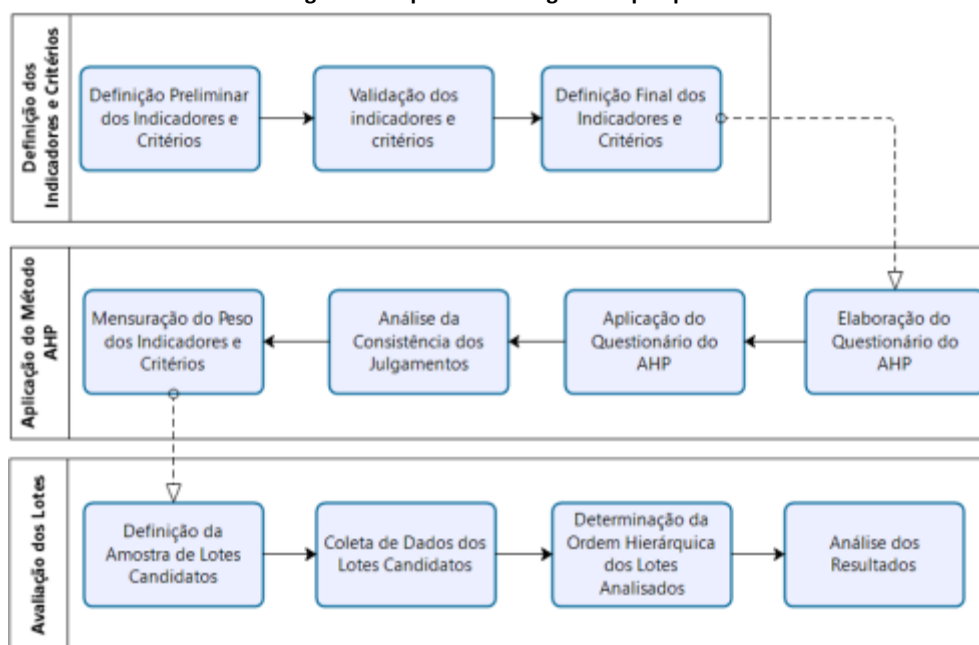 Definição dos
Indicadores e Critérios
Definição Preliminar
dos Indicadores e
Critérios
Validação dos
indicadores e
critérios
Definição Final dos
Indicadores e
Critérios
Aplicação do Método
AHP
Mensuração do Peso
dos Indicadores e
Critérios
Análise da
Consistência dos
Julgamentos
Aplicação do
Questionário do
AHP
Elaboração do
Questionário do
AHP
Avaliação dos Lotes
Definição da
Amostra de Lotes
Candidatos
Coleta de Dados dos
Lotes Candidatos
Determinação da
Ordem Hierárquica
dos Lotes
Analisados
Análise dos
Resultados